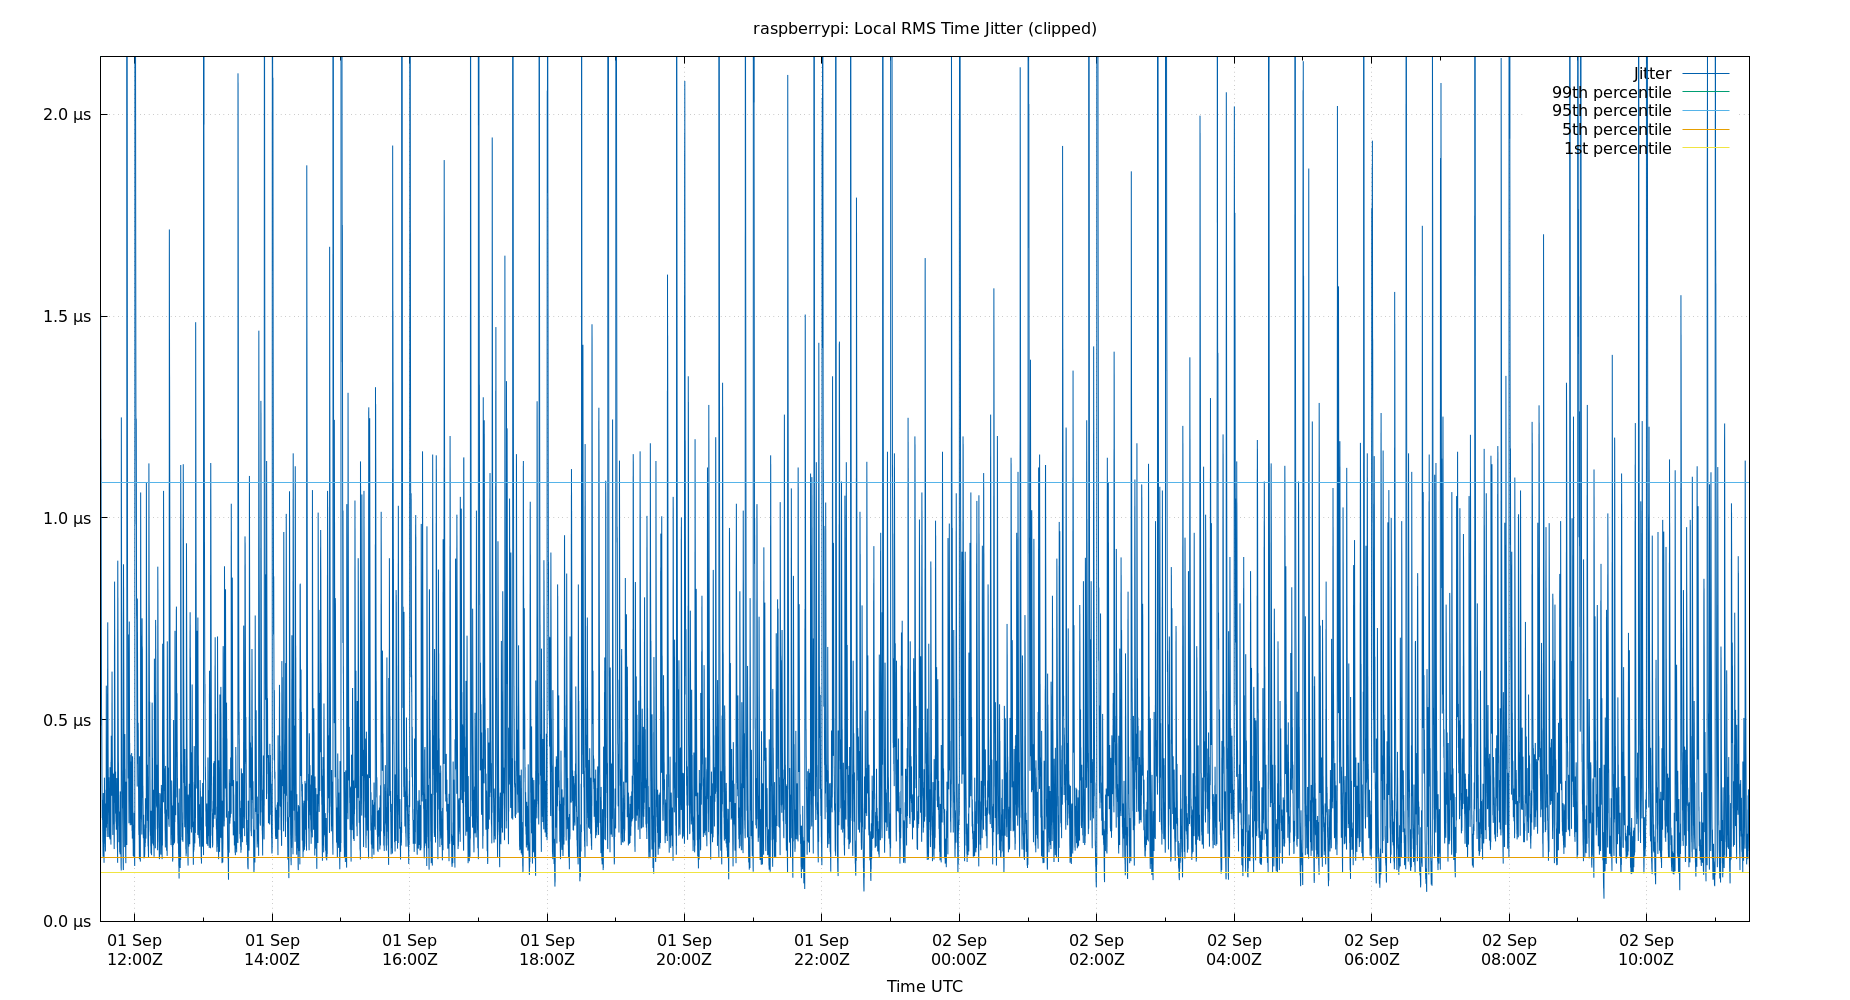 raspberrypi: Local RMS Time Jitter (clipped)
Jitter
99th percentile
95th percentile
5th percentile
1st percentile
2.0 µs
1.5 µs
1.0 µs
0.5 µs
0.0 µs
01 Sep 01 Sep 01 Sep 01 Sep 01 Sep 01 Sep 02 Sep 02 Sep 02 Sep 02 Sep 02 Sep 02 Sep
12:00Z 14:00Z 16:00Z 18:00Z 20:00Z 22:00Z 00:00Z 02:00Z 04:00Z 06:00Z 08:00Z 10:00Z
Time UTC